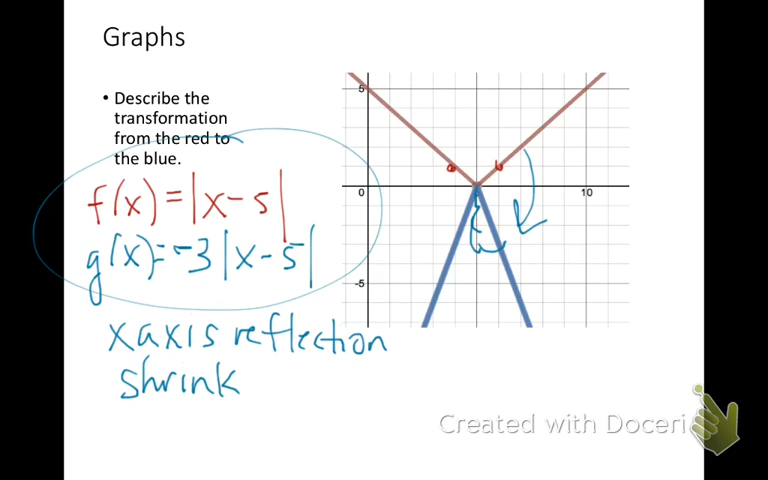 Graphs
• Describe the
transformation
from the red to
the blue.
f(x)=|x-5|
g(x)=-3|x-5|
x axis reflection
shrink
5
0
10
-5
Created with Doceri